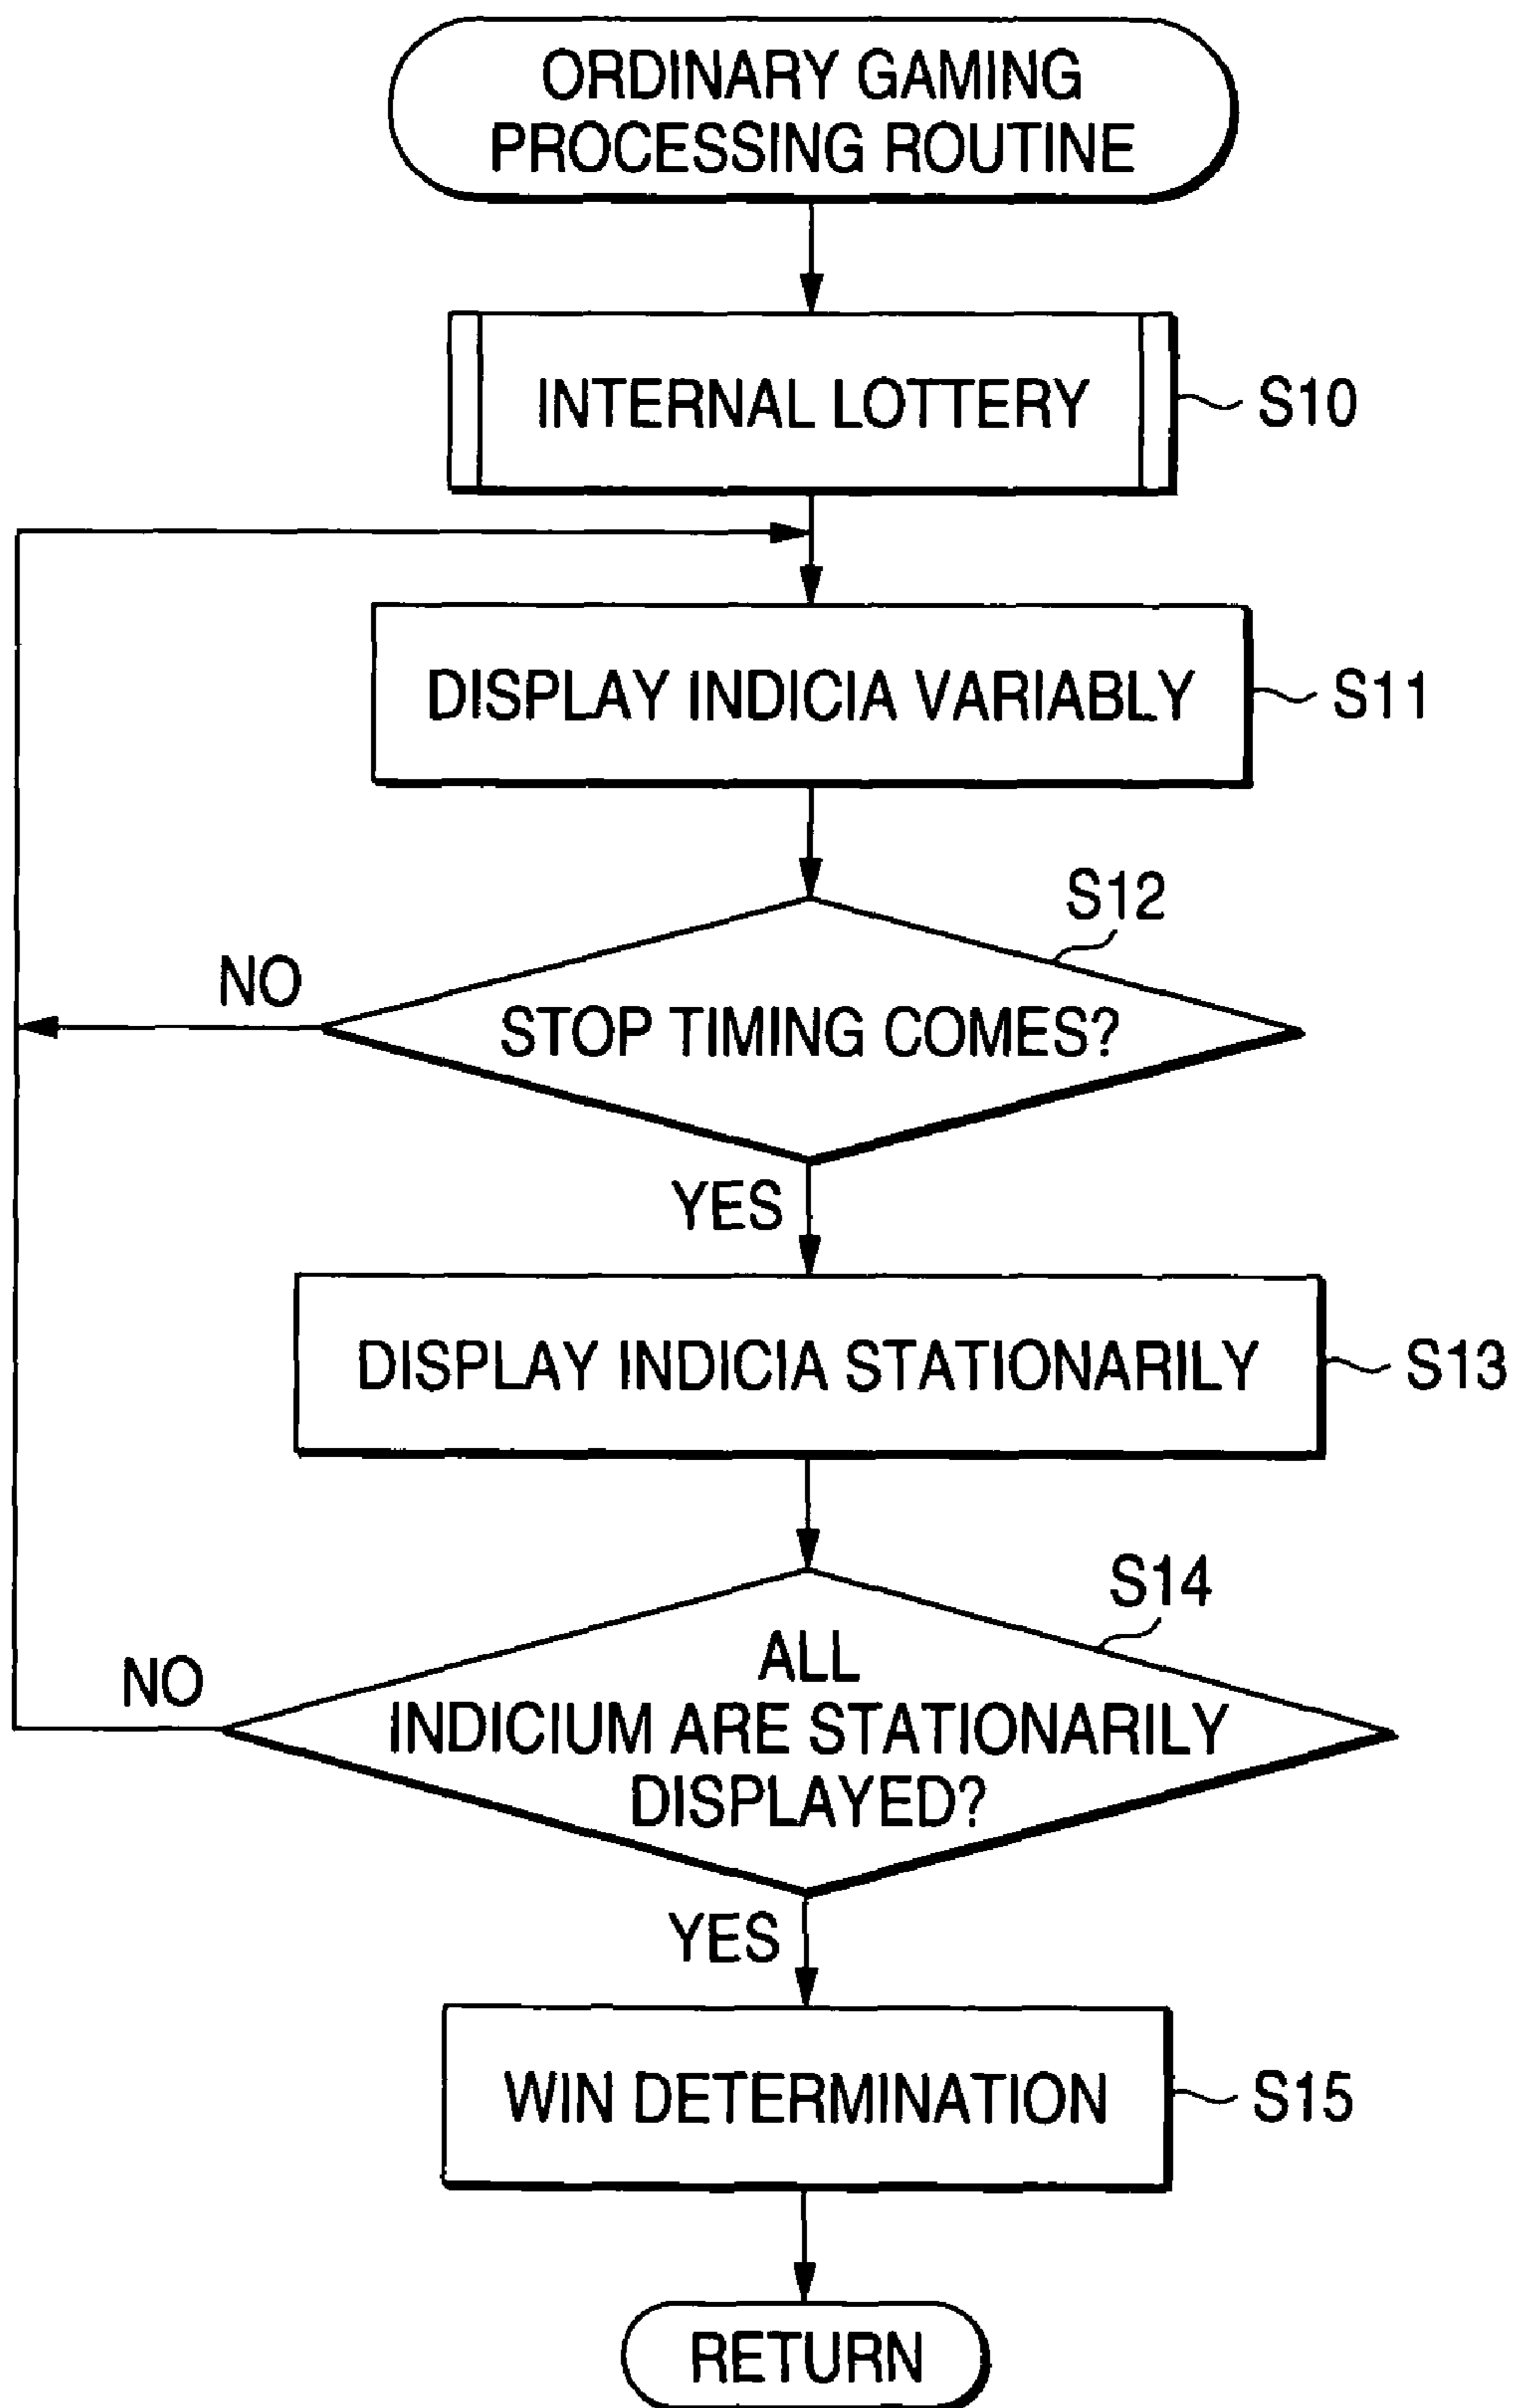 ORDINARY GAMING
PROCESSING ROUTINE
INTERNAL LOTTERY
S10
DISPLAY INDICIA VARIABLY
S11
S12
NO
STOP TIMING COMES?
YES
DISPLAY INDICIA STATIONARILY
S13
S14
NO
ALL
INDICIUM ARE STATIONARILY
DISPLAYED?
YES
WIN DETERMINATION
S15
RETURN